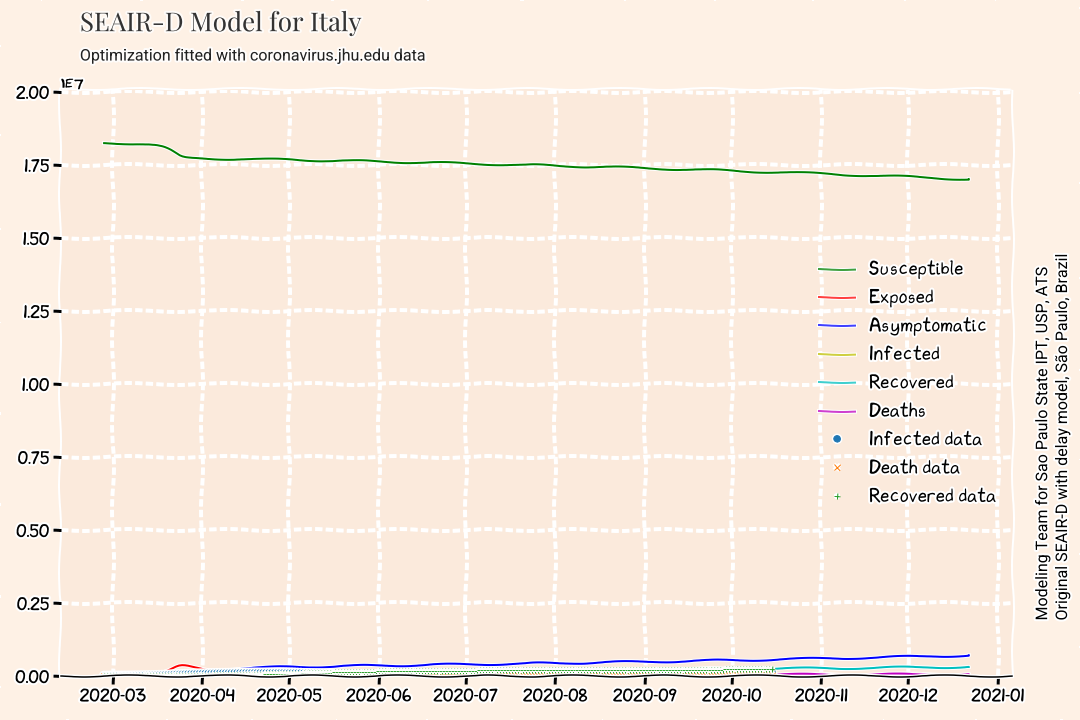 SEAIR-D Model for Italy
Optimization fitted with coronavirus.jhu.edu data
1E7
2.00
1.75
1.50
1.25
1.00
0.75
0.50
0.25
0.00
Susceptible
Exposed
Asymptomatic
Infected
Recovered
Deaths
Infected data
Death data
Recovered data
2020-03 2020-04 2020-05 2020-06 2020-07 2020-08 2020-09 2020-10 2020-11 2020-12 2021-01
Modeling Team for Sao Paulo State IPT, USP, ATS
Original SEAIR-D with delay model, São Paulo, Brazil